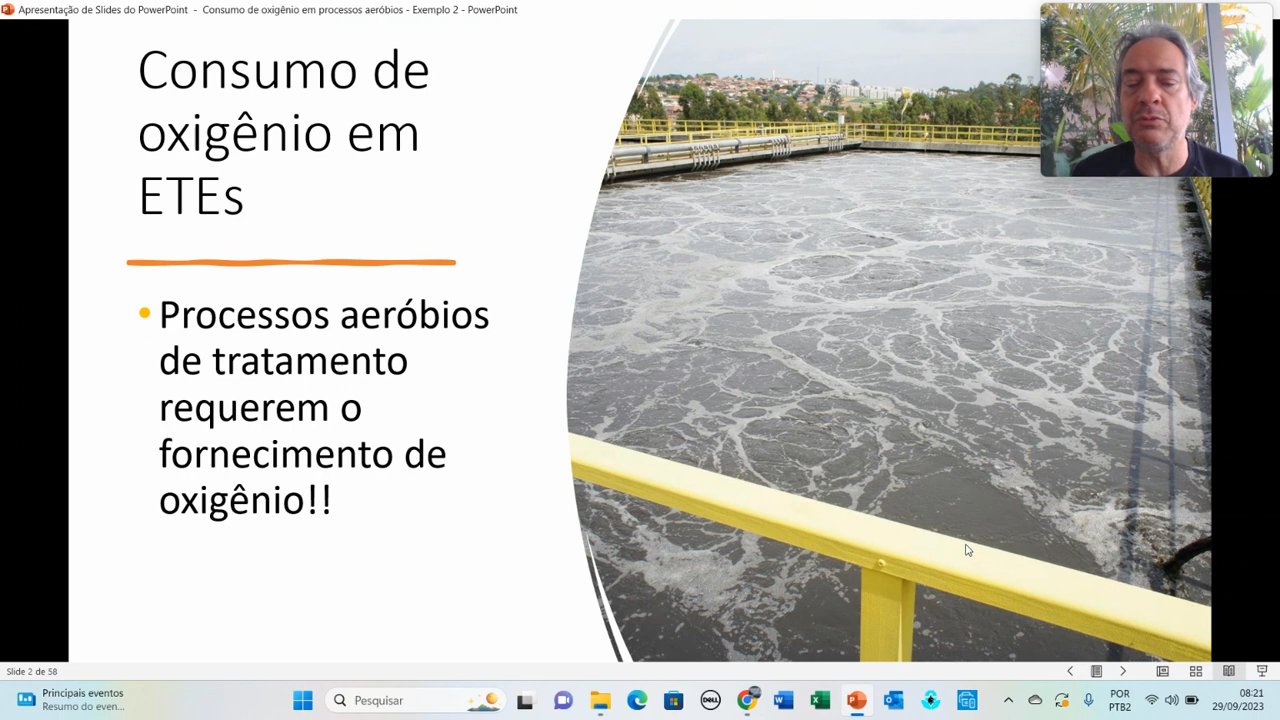 Apresentação de Slides do PowerPoint - Consumo de oxigênio em processos aeróbios - Exemplo 2 - PowerPoint
Consumo de
oxigênio em
ETEs
• Processos aeróbios
de tratamento
requerem o
fornecimento de
oxigênio!!
Slide 2 de 58
Principais eventos
Resumo do even...
Pesquisar
DELL
POR
PTB2
08:21
29/09/2023